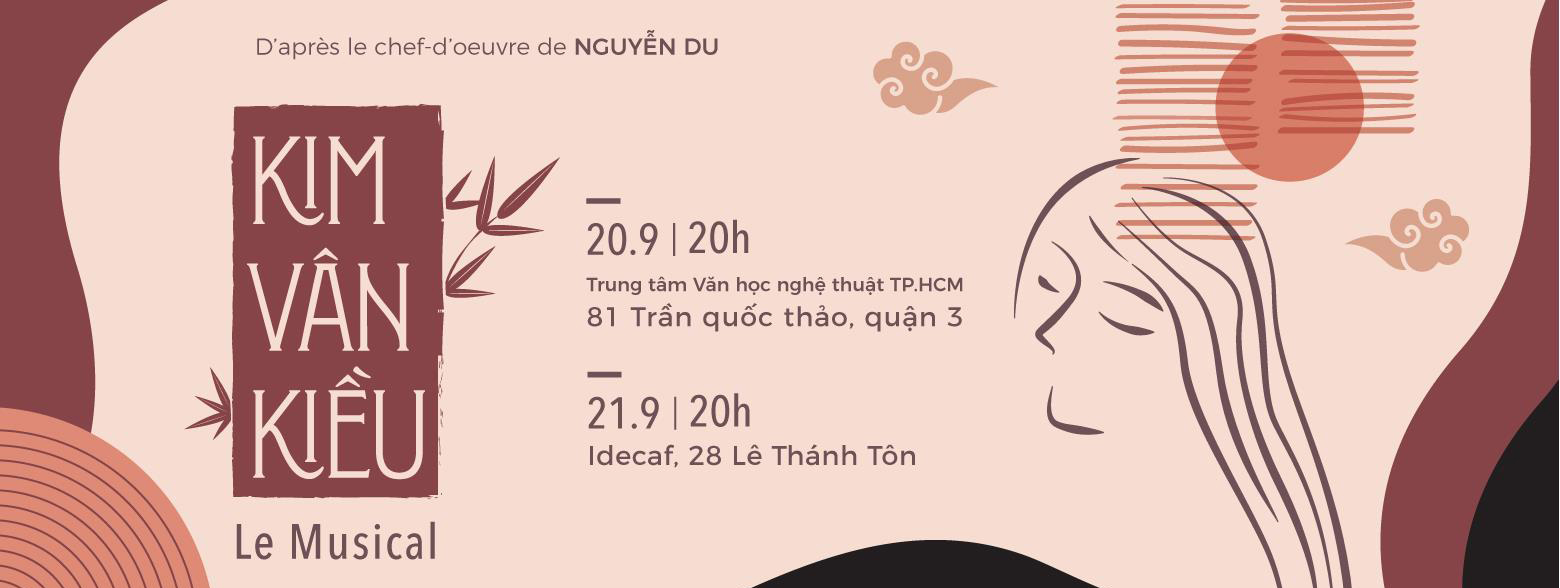 D'après le chef-d'oeuvre de NGUYỄN DU
KIM
VÂN
KIỀU
Le Musical
20.9 | 20h
Trung tâm Văn học nghệ thuật TP.HCM
81 Trần quốc thảo, quận 3
21.9 | 20h
Idecaf, 28 Lê Thánh Tôn